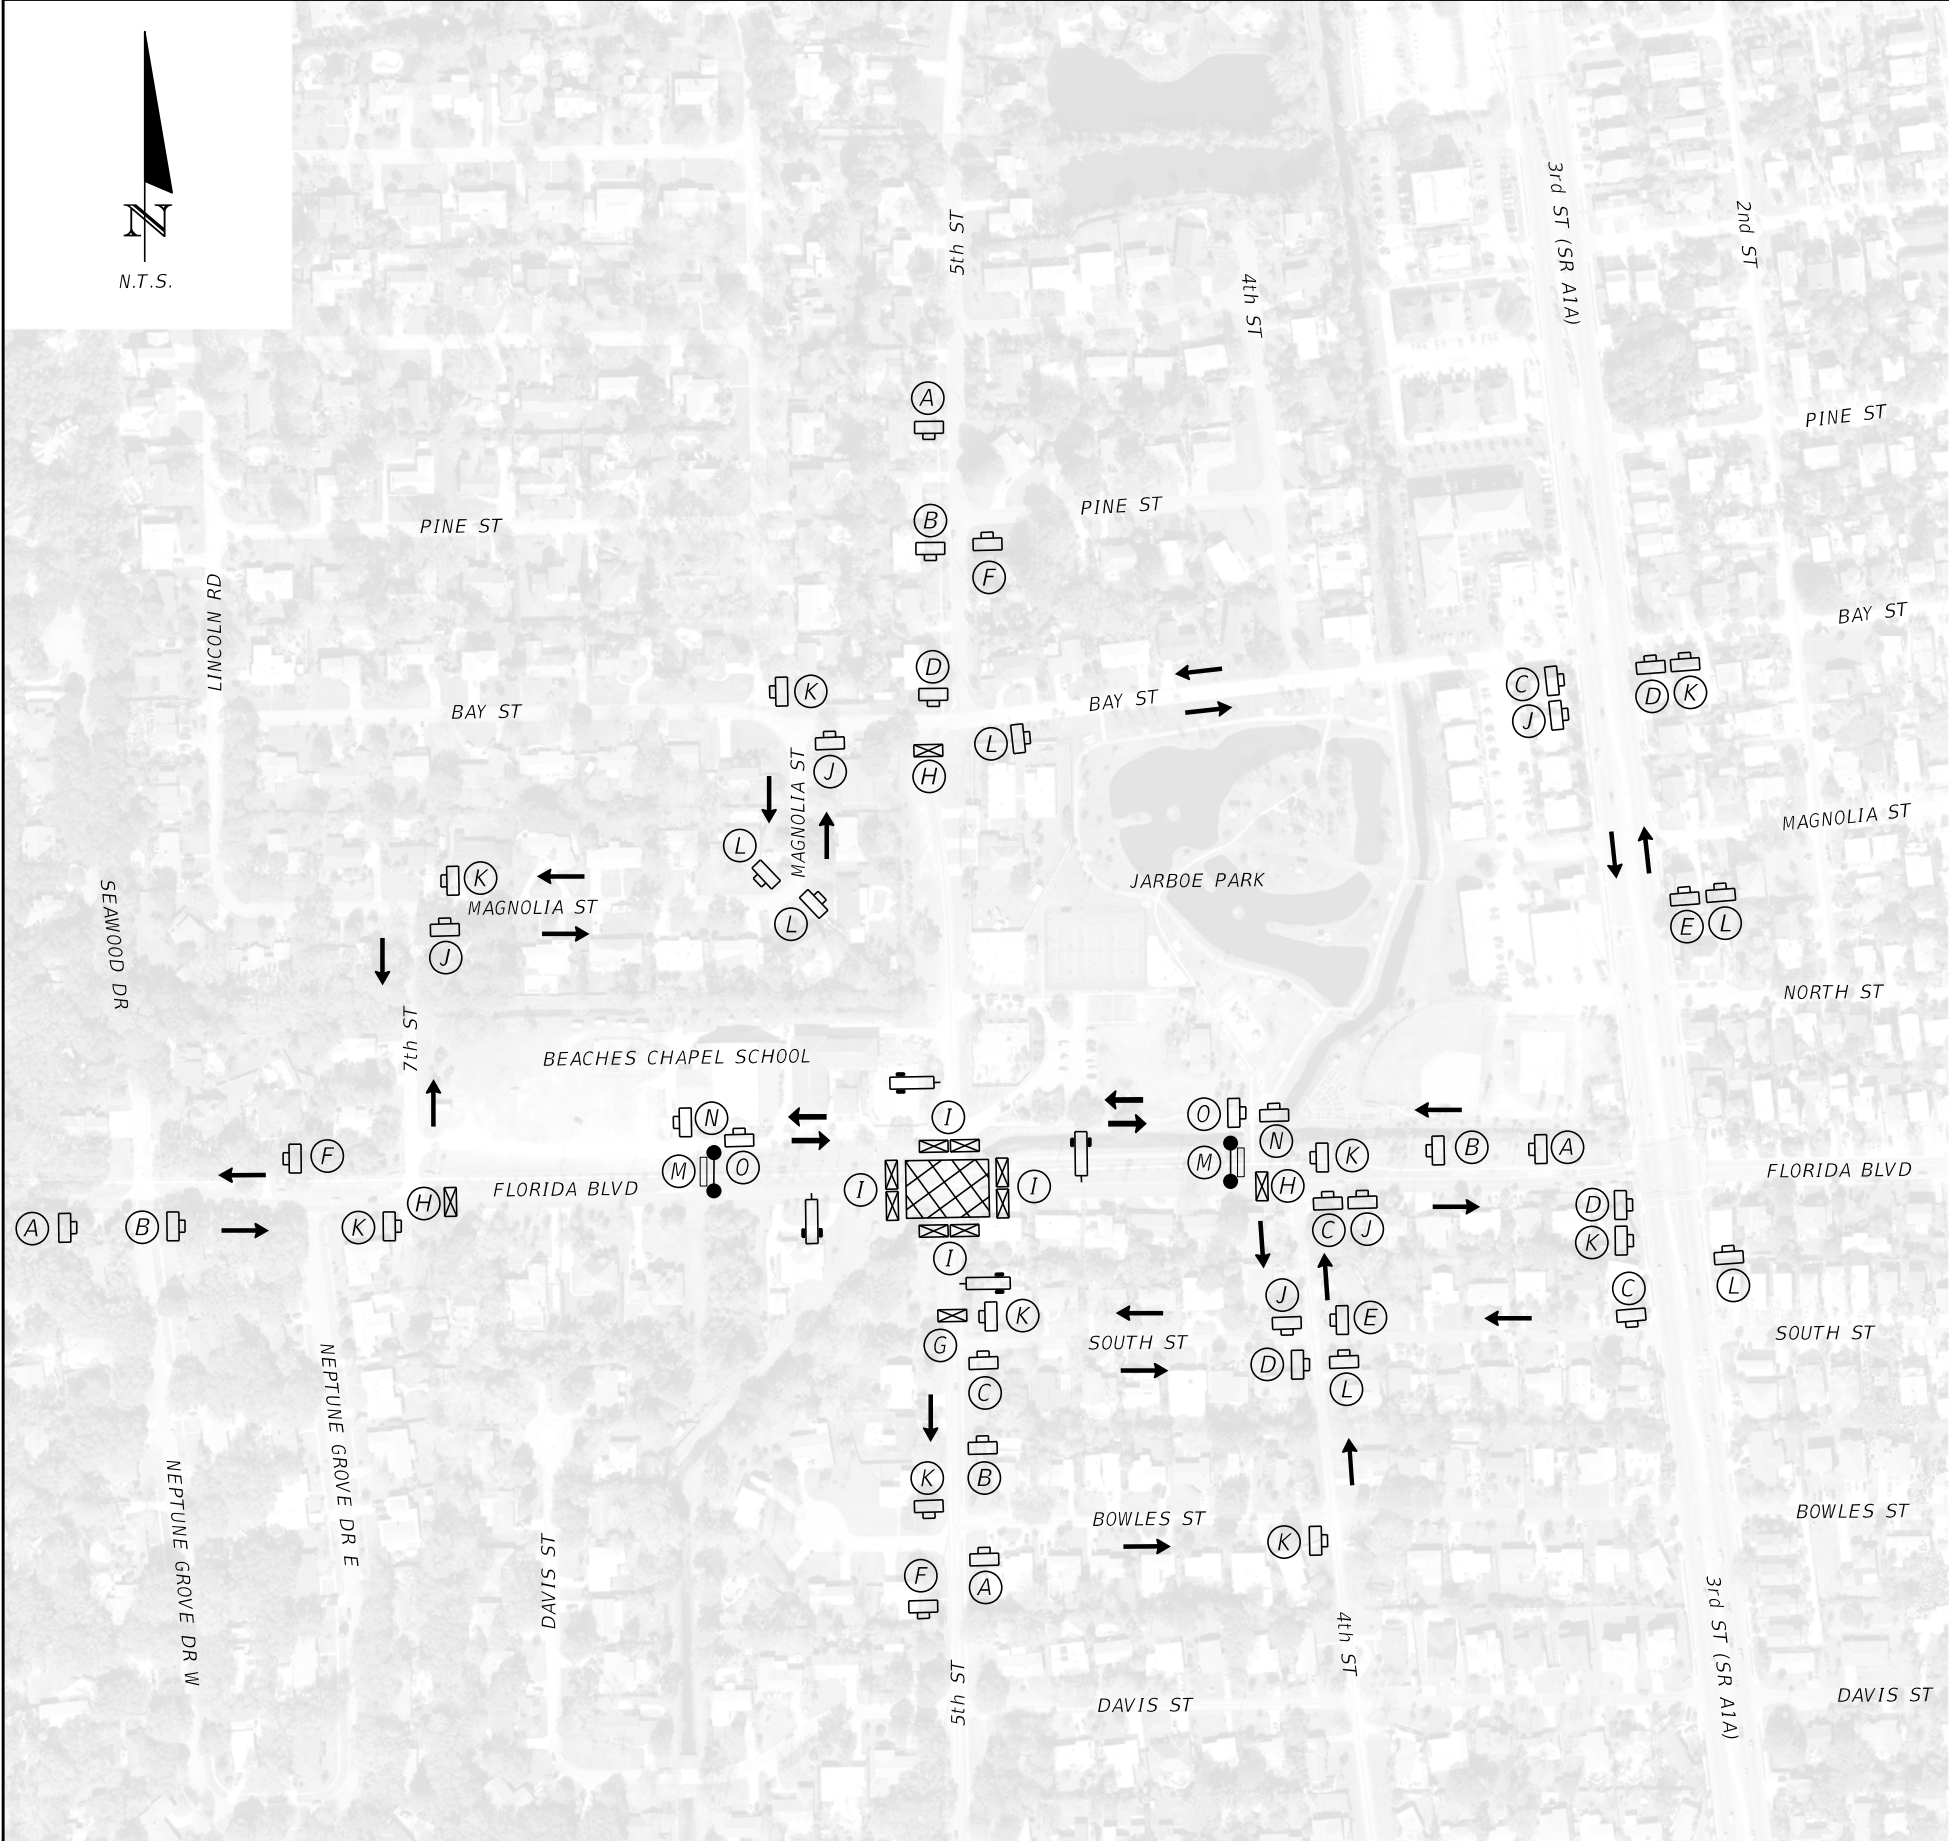 N
N.T.S.
5th ST
3rd ST (SR A1A)
2nd ST
4th ST
A
PINE ST
B
PINE ST
PINE ST
F
LINCOLN RD
BAY ST
D
K
BAY ST
BAY ST
C
D
K
J
L
H
J
MAGNOLIA ST
MAGNOLIA ST
L
K
MAGNOLIA ST
JARBOE PARK
L
E
L
J
SEAWOOD DR
NORTH ST
7th ST
BEACHES CHAPEL SCHOOL
N
I
O
N
B
A
F
K
M
O
M
FLORIDA BLVD
FLORIDA BLVD
H
I
I
H
A
B
K
C
J
D
K
I
L
C
J
K
E
G
SOUTH ST
SOUTH ST
D
C
L
NEPTUNE GROVE DR E
K
B
NEPTUNE GROVE DR W
BOWLES ST
BOWLES ST
K
DAVIS ST
F
A
4th ST
3rd ST (SR A1A)
5th ST
DAVIS ST
DAVIS ST